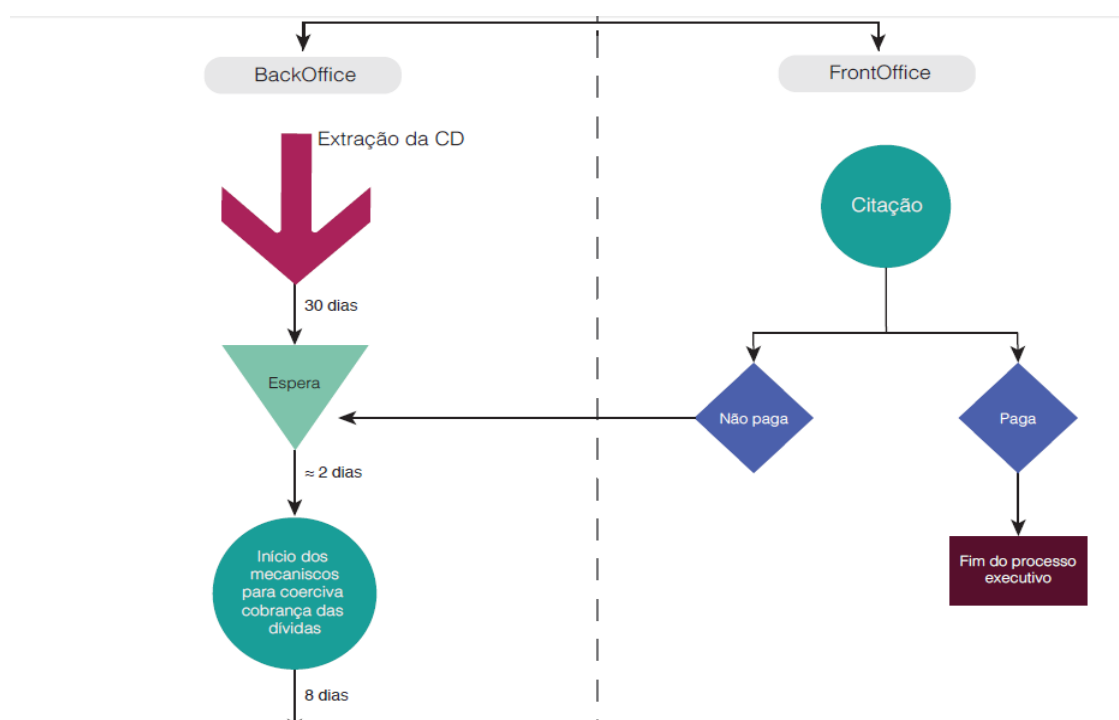 BackOffice
FrontOffice
Extração da CD
Citação
30 dias
Espera
Não paga
Paga
≈ 2 dias
Início dos
mecaniscos
para coerciva
cobrança das
dívidas
Fim do processo
executivo
8 dias